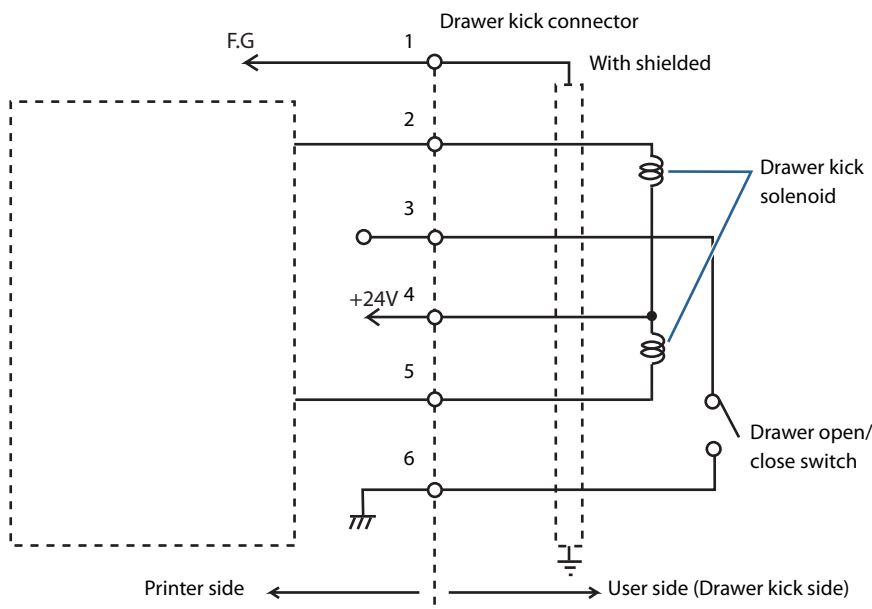 Drawer kick connector
F.G
1
With shielded
2
Drawer kick
solenoid
3
+24V
4
5
Drawer open/
close switch
6
Printer side
User side (Drawer kick side)